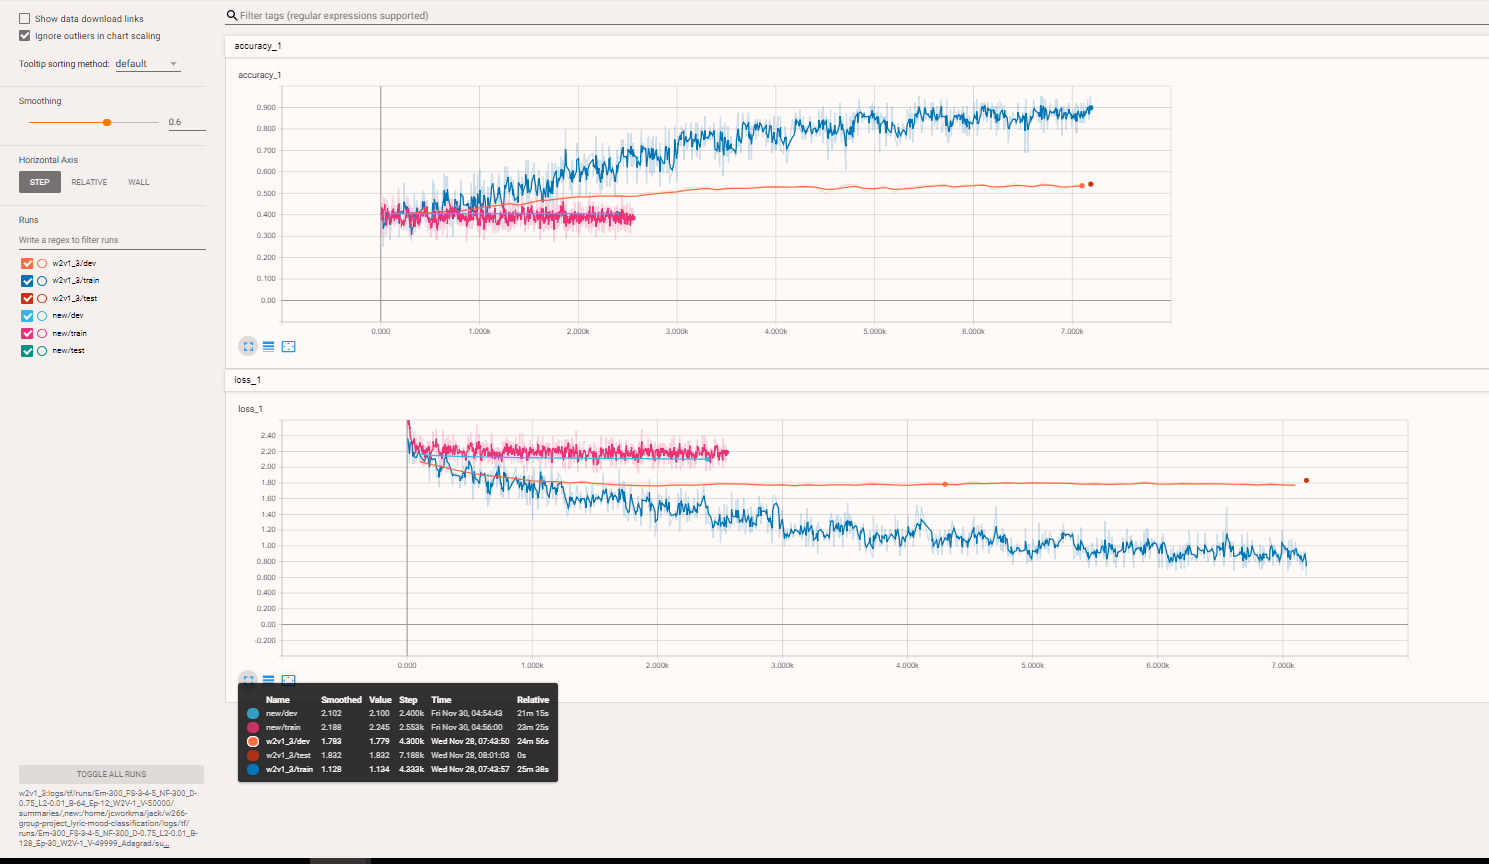 Show data download links
Ignore outliers in chart scaling
Tooltip sorting method: default
Smoothing
0.6
Horizontal Axis
STEP RELATIVE WALL
Runs
Write a regex to filter runs
w2v1_3/dev
w2v1_3/train
w2v1_3/test
new/dev
new/train
new/test
TOGGLE ALL RUNS
w2v1_3:logs/tf/runs/Em-300_FS-3-4-5_NF-300_D-
0.75_L2-0.01_B-64_Ep-12_W2V-1_V-50000/
summaries/,new:/home/jcworkma/jack/w266-
group-project_lyric-mood-classification/logs/tf/
runs/Em-300_FS-3-4-5_NF-300_D-0.75_L2-0.01_B-
128_Ep-30_W2V-1_V-49999_Adagrad/su...
Filter tags (regular expressions supported)
accuracy_1
accuracy_1
0.900
0.800
0.700
0.600
0.500
0.400
0.300
0.200
0.100
0.00
0.000 1.000k 2.000k 3.000k 4.000k 5.000k 6.000k 7.000k
loss_1
loss_1
2.40
2.20
2.00
1.80
1.60
1.40
1.20
1.00
0.800
0.600
0.400
0.200
0.00
-0.200
0.000 1.000k 2.000k 3.000k 4.000k 5.000k 6.000k 7.000k
Name Smoothed Value Step Time Relative
new/dev 2.102 2.100 2.400k Fri Nov 30, 04:54:43 21m 15s
new/train 2.188 2.245 2.553k Fri Nov 30, 04:56:00 23m 25s
w2v1_3/dev 1.783 1.779 4.300k Wed Nov 28, 07:43:50 24m 56s
w2v1_3/test 1.832 1.832 7.188k Wed Nov 28, 08:01:03 0s
w2v1_3/train 1.128 1.134 4.333k Wed Nov 28, 07:43:57 25m 38s